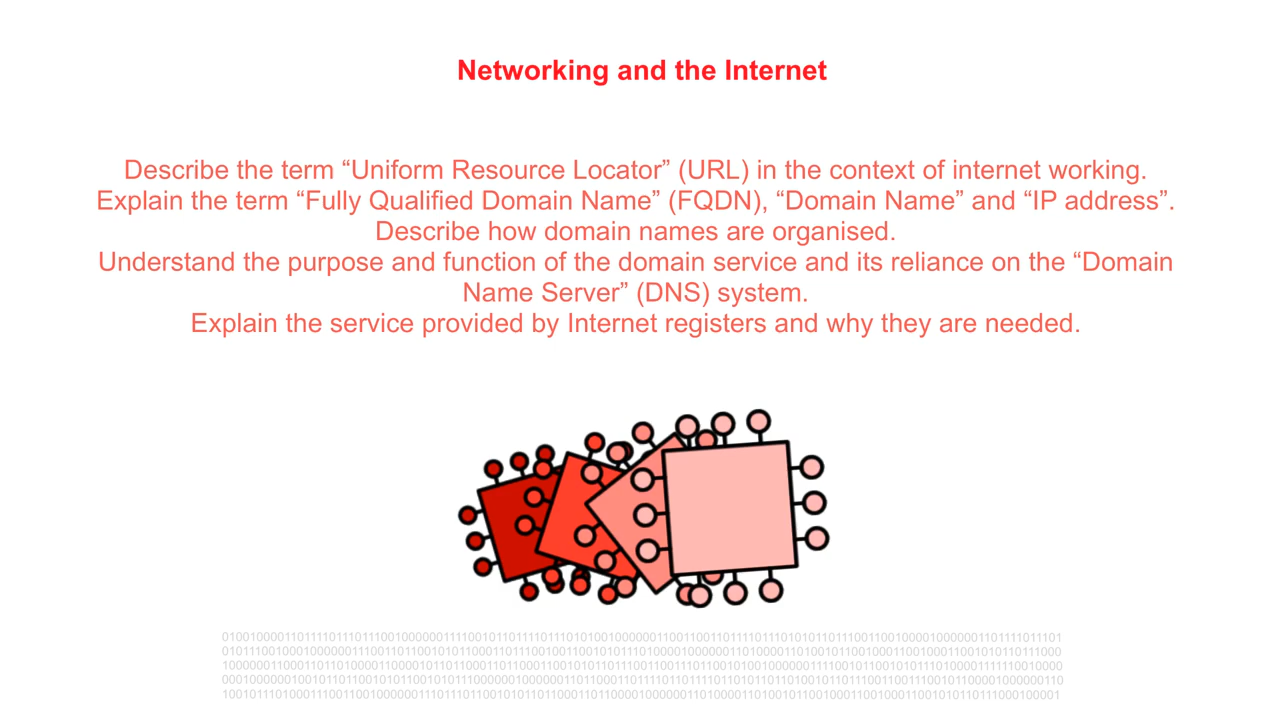 Networking and the Internet
Describe the term “Uniform Resource Locator” (URL) in the context of internet working.
Explain the term “Fully Qualified Domain Name” (FQDN), “Domain Name” and “IP address”.
Describe how domain names are organised.
Understand the purpose and function of the domain service and its reliance on the “Domain
Name Server” (DNS) system.
Explain the service provided by Internet registers and why they are needed.